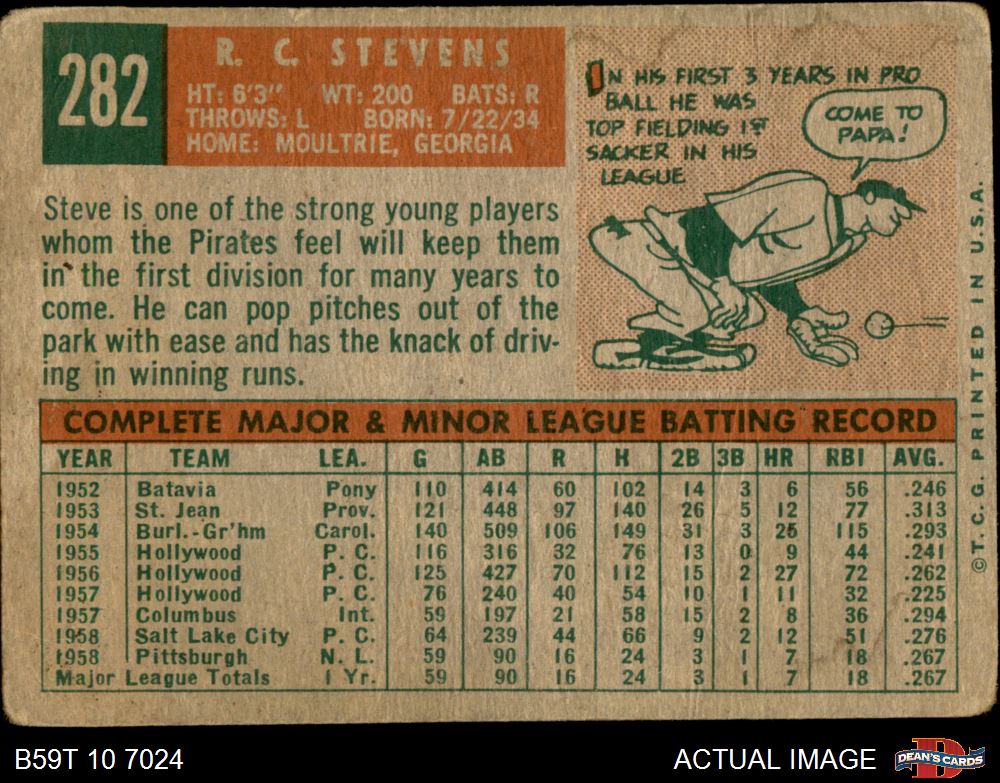 282
R. C. STEVENS
HT: 6'3" WT: 200 BATS: R
THROWS: L BORN: 7/22/34
HOME: MOULTRIE, GEORGIA
IN HIS FIRST 3 YEARS IN PRO
BALL HE WAS
TOP FIELDING 1ST
SACKER IN HIS
LEAGUE
COME TO
PAPA!
Steve is one of the strong young players
whom the Pirates feel will keep them
in the first division for many years to
come. He can pop pitches out of the
park with ease and has the knack of driv-
ing in winning runs.
COMPLETE MAJOR & MINOR LEAGUE BATTING RECORD
YEAR TEAM LEA. G AB R H 2B 3B HR RBI AVG.
1952 Batavia Pony 110 414 60 102 14 3 6 56 .246
1953 St. Jean Prov. 121 448 97 140 26 5 12 77 .313
1954 Burl.-Gr'hm Carol. 140 509 106 149 31 3 25 115 .293
1955 Hollywood P. C. 116 316 32 76 13 0 9 44 .241
1956 Hollywood P. C. 125 427 70 112 15 2 27 72 .262
1957 Hollywood P. C. 76 240 40 54 10 1 11 32 .225
1957 Columbus Int. 59 197 21 58 15 2 8 36 .294
1958 Salt Lake City P. C. 64 239 44 66 9 2 12 51 .276
1958 Pittsburgh N. L. 59 90 16 24 3 1 7 18 .267
Major League Totals 1 Yr. 59 90 16 24 3 1 7 18 .267
© T. C. G. PRINTED IN U.S.A.
B59T 10 7024
ACTUAL IMAGE
DEAN'S CARDS